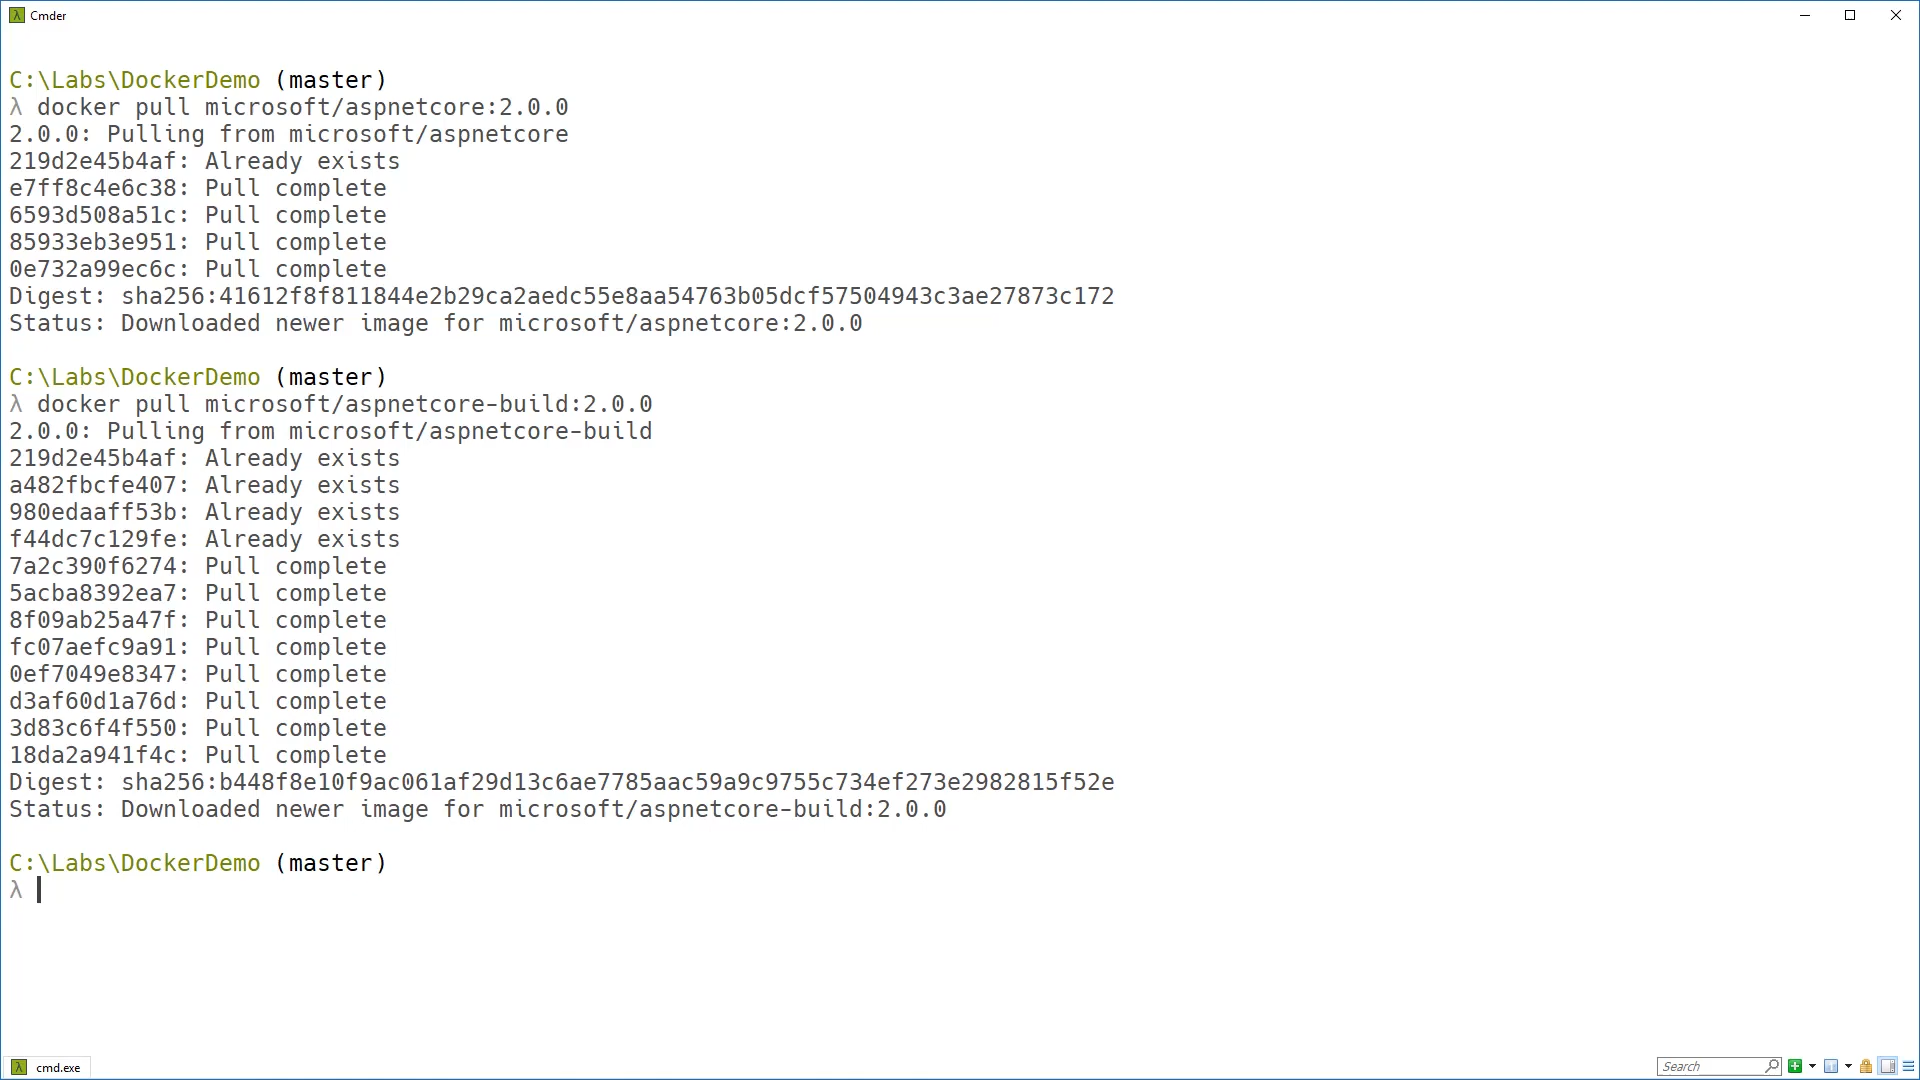 Cmder
C:\Labs\DockerDemo (master)
λ docker pull microsoft/aspnetcore:2.0.0
2.0.0: Pulling from microsoft/aspnetcore
219d2e45b4af: Already exists
e7ff8c4e6c38: Pull complete
6593d508a51c: Pull complete
85933eb3e951: Pull complete
0e732a99ec6c: Pull complete
Digest: sha256:41612f8f811844e2b29ca2aedc55e8aa54763b05dcf57504943c3ae27873c172
Status: Downloaded newer image for microsoft/aspnetcore:2.0.0
C:\Labs\DockerDemo (master)
λ docker pull microsoft/aspnetcore-build:2.0.0
2.0.0: Pulling from microsoft/aspnetcore-build
219d2e45b4af: Already exists
a482fbcfe407: Already exists
980edaaff53b: Already exists
f44dc7c129fe: Already exists
7a2c390f6274: Pull complete
5acba8392ea7: Pull complete
8f09ab25a47f: Pull complete
fc07aefc9a91: Pull complete
0ef7049e8347: Pull complete
d3af60d1a76d: Pull complete
3d83c6f4f550: Pull complete
18da2a941f4c: Pull complete
Digest: sha256:b448f8e10f9ac061af29d13c6ae7785aac59a9c9755c734ef273e2982815f52e
Status: Downloaded newer image for microsoft/aspnetcore-build:2.0.0
C:\Labs\DockerDemo (master)
λ
cmd.exe
Search